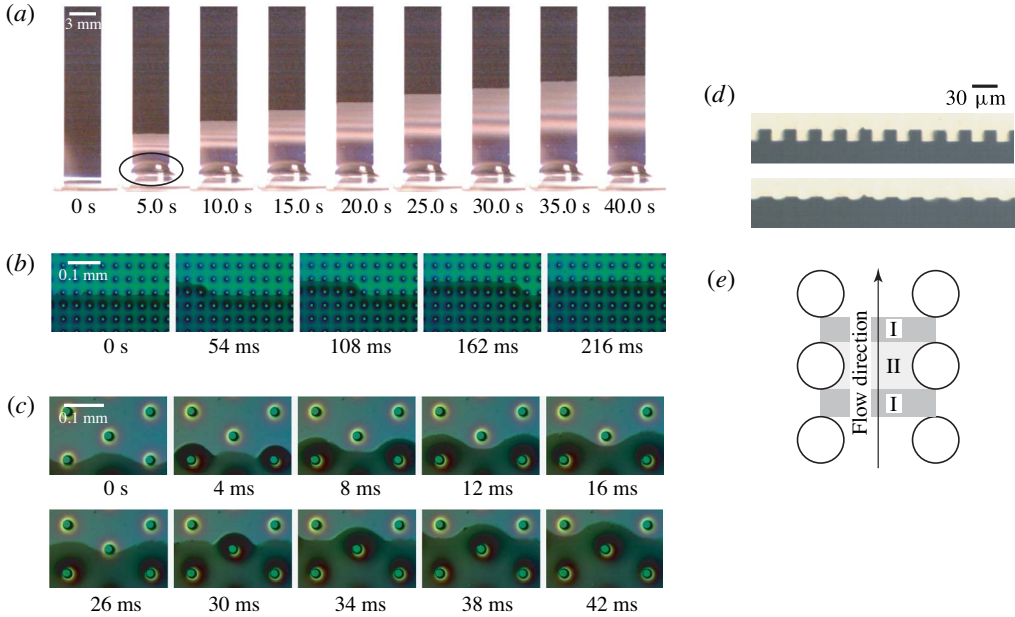 (a)
3 mm
0 s 5.0 s 10.0 s 15.0 s 20.0 s 25.0 s 30.0 s 35.0 s 40.0 s
(b)
0.1 mm
0 s 54 ms 108 ms 162 ms 216 ms
(c)
0.1 mm
0 s 4 ms 8 ms 12 ms 16 ms
26 ms 30 ms 34 ms 38 ms 42 ms
(d)
30 μm
(e)
Flow direction
I
II
I